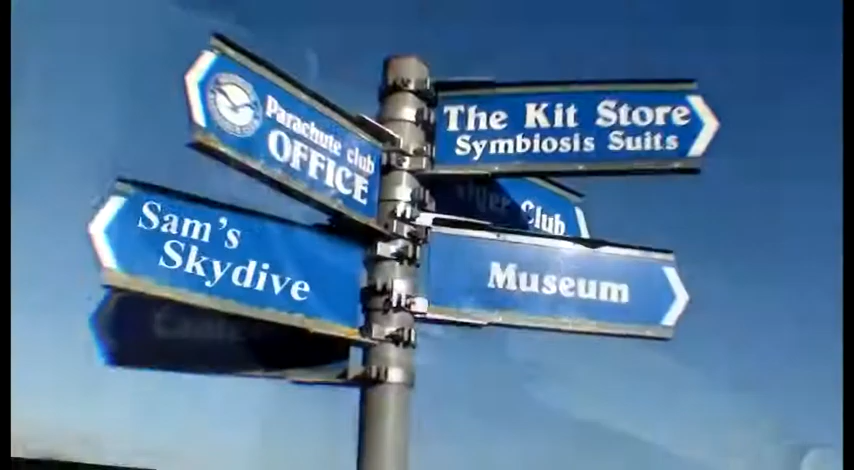 Parachute club
OFFICE
The Kit Store
Symbiosis Suits
Club
Sam's
Skydive
Museum